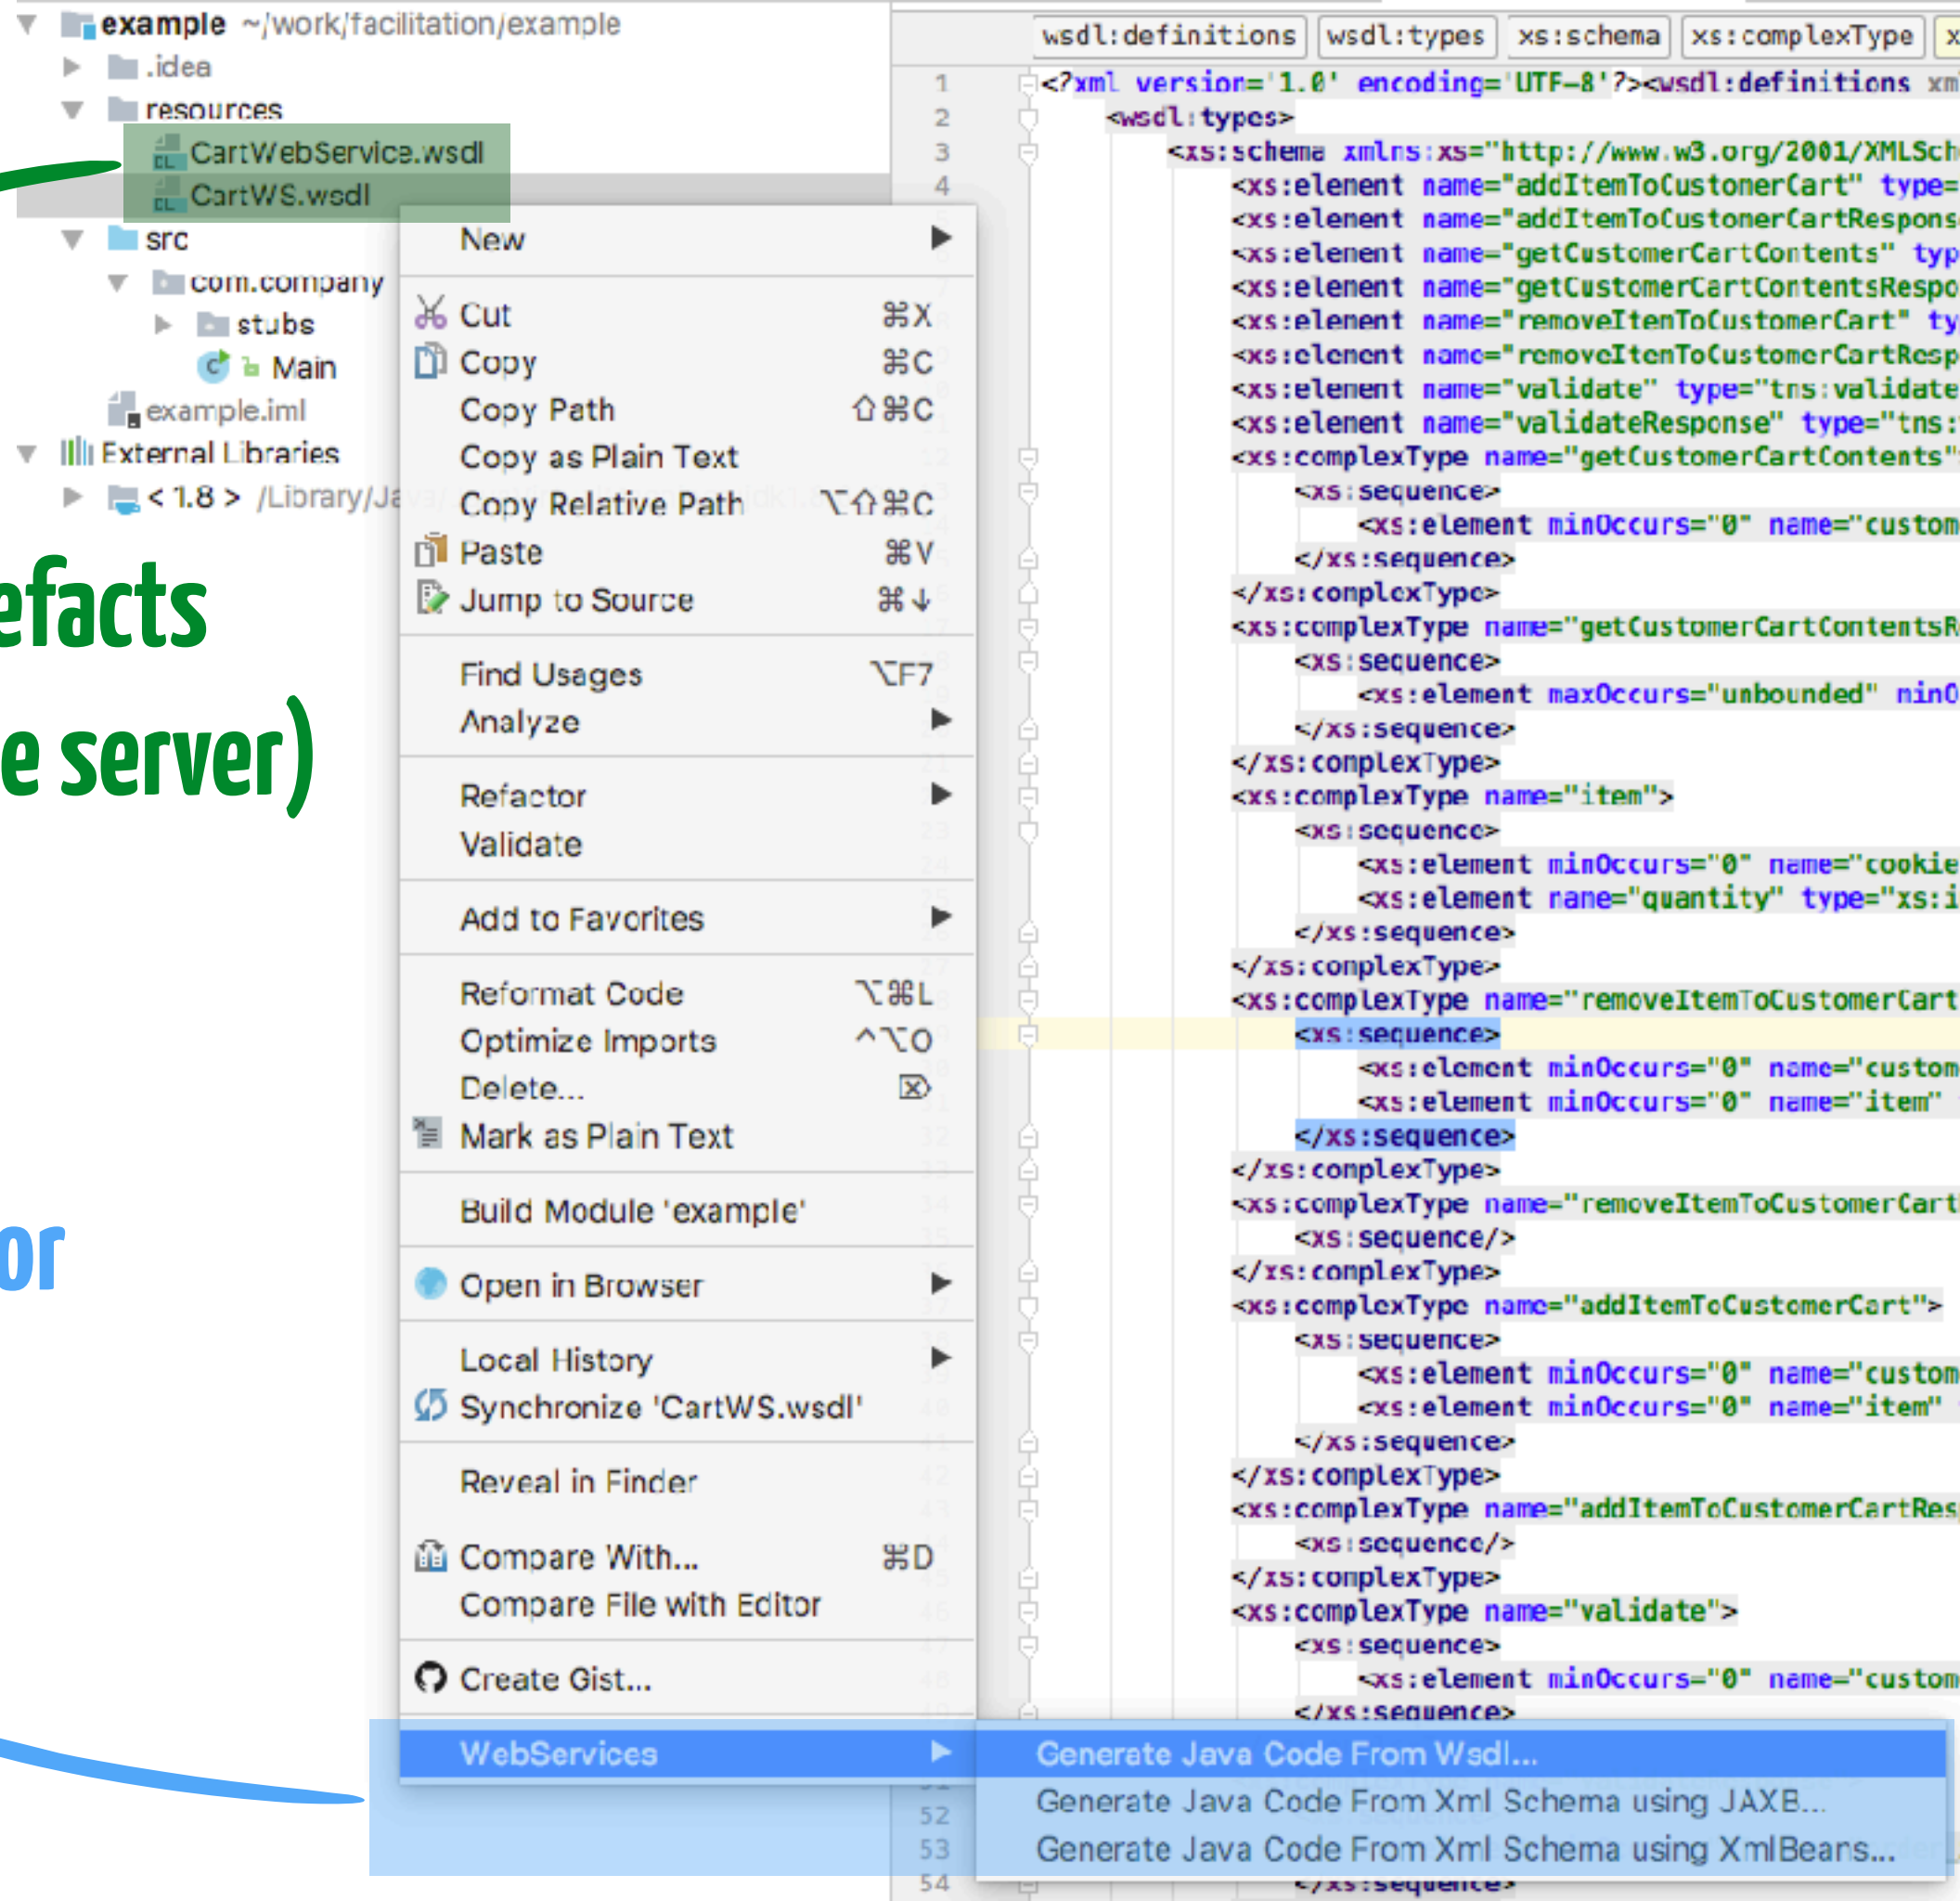 example ~/work/facilitation/example
.idea
resources
CartWebService.wsdl
CartWS.wsdl
src
com.company
stubs
Main
example.iml
External Libraries
< 1.8 > /Library/Ja
efacts
e server)
or
New
Cut ⌘X
Copy ⌘C
Copy Path ⇧⌘C
Copy as Plain Text
Copy Relative Path ⌥⇧⌘C
Paste ⌘V
Jump to Source ⌘↓
Find Usages ⌥F7
Analyze
Refactor
Validate
Add to Favorites
Reformat Code ⌥⌘L
Optimize Imports ^⌥O
Delete... ⌦
Mark as Plain Text
Build Module 'example'
Open in Browser
Local History
Synchronize 'CartWS.wsdl'
Reveal in Finder
Compare With... ⌘D
Compare File with Editor
Create Gist...
WebServices
Generate Java Code From Wsdl...
Generate Java Code From Xml Schema using JAXB...
Generate Java Code From Xml Schema using XmlBeans...
wsdl:definitions wsdl:types xs:schema xs:complexType x
1 <?xml version='1.0' encoding='UTF-8'?><wsdl:definitions xm
2 <wsdl:types>
3 <xs:schema xmlns:xs="http://www.w3.org/2001/XMLSch
4 <xs:element name="addItemToCustomerCart" type=
<xs:element name="addItemToCustomerCartRespons
<xs:element name="getCustomerCartContents" typ
<xs:element name="getCustomerCartContentsRespo
<xs:element name="removeItemToCustomerCart" ty
<xs:element name="removeItemToCustomerCartResp
<xs:element name="validate" type="tns:validate
<xs:element name="validateResponse" type="tns:
<xs:complexType name="getCustomerCartContents"
<xs:sequence>
<xs:element minOccurs="0" name="custom
</xs:sequence>
</xs:complexType>
<xs:complexType name="getCustomerCartContentsR
<xs:sequence>
<xs:element maxOccurs="unbounded" minO
</xs:sequence>
</xs:complexType>
<xs:complexType name="item">
<xs:sequence>
<xs:element minOccurs="0" name="cookie
<xs:element name="quantity" type="xs:i
</xs:sequence>
</xs:complexType>
<xs:complexType name="removeItemToCustomerCart
<xs:sequence>
<xs:element minOccurs="0" name="custom
<xs:element minOccurs="0" name="item"
</xs:sequence>
</xs:complexType>
<xs:complexType name="removeItemToCustomerCart
<xs:sequence/>
</xs:complexType>
<xs:complexType name="addItemToCustomerCart">
<xs:sequence>
<xs:element minOccurs="0" name="custom
<xs:element minOccurs="0" name="item"
</xs:sequence>
</xs:complexType>
<xs:complexType name="addItemToCustomerCartRes
<xs:sequence/>
</xs:complexType>
<xs:complexType name="validate">
<xs:sequence>
<xs:element minOccurs="0" name="custom
</xs:sequence>
52
53
54 </xs:sequence>